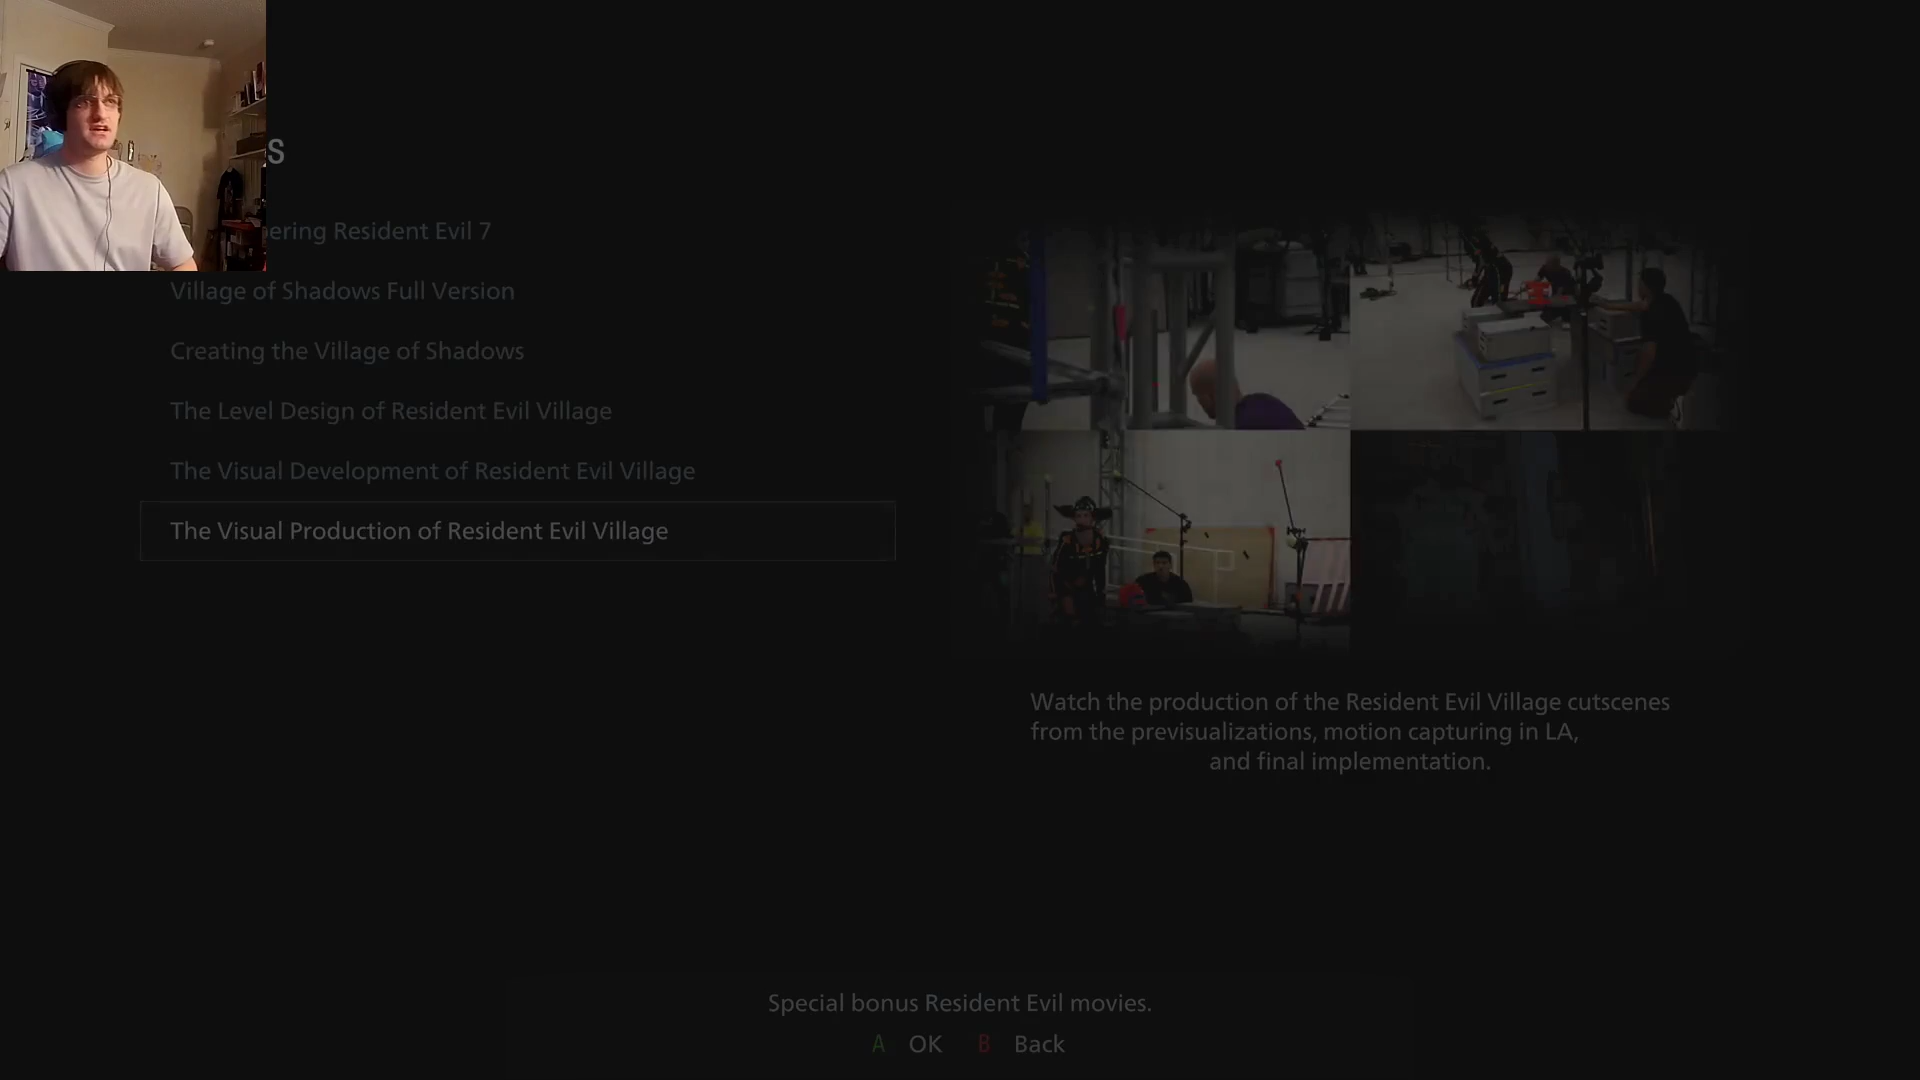 s
bering Resident Evil 7
Village of Shadows Full Version
Creating the Village of Shadows
The Level Design of Resident Evil Village
The Visual Development of Resident Evil Village
The Visual Production of Resident Evil Village
Watch the production of the Resident Evil Village cutscenes
from the previsualizations, motion capturing in LA,
and final implementation.
Special bonus Resident Evil movies.
A OK B Back